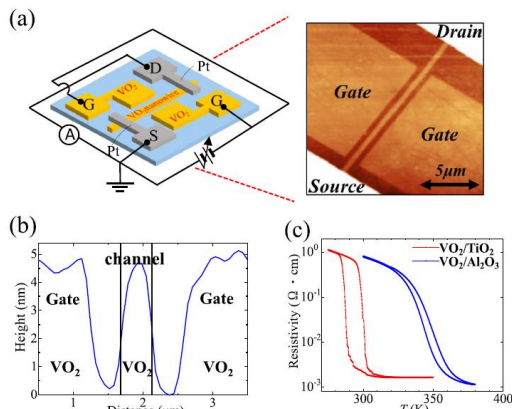 (a)
Drain
D
Pt
G
VO2
VO2 nanowire
VO2
G
A
Pt
S
Gate
Gate
Source
5μm
(b)
channel
Gate
Gate
VO2
VO2
VO2
Height (nm)
5
4
3
2
1
0
1
2
3
(c)
VO2/TiO2
VO2/Al2O3
Resistivity (Ω · cm)
10^0
10^-1
10^-2
10^-3
300
350
400
T (K)